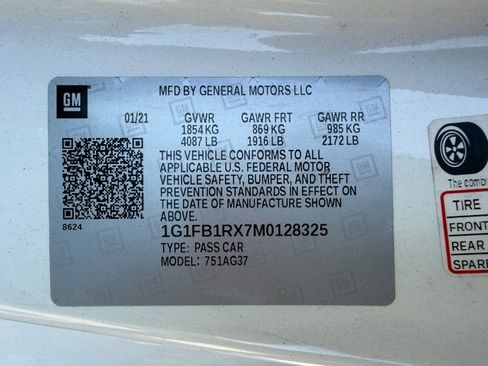 GM
MFD BY GENERAL MOTORS LLC
01/21 GVWR GAWR FRT GAWR RR
1854 KG 869 KG 985 KG
4087 LB 1916 LB 2172 LB
THIS VEHICLE CONFORMS TO ALL
APPLICABLE U.S. FEDERAL MOTOR
VEHICLE SAFETY, BUMPER, AND THEFT
PREVENTION STANDARDS IN EFFECT ON
THE DATE OF MANUFACTURE SHOWN
ABOVE.
8624
1G1FB1RX7M0128325
TYPE: PASS CAR
MODEL: 751AG37
The combi
TIRE
FRONT
REAR
SPARE